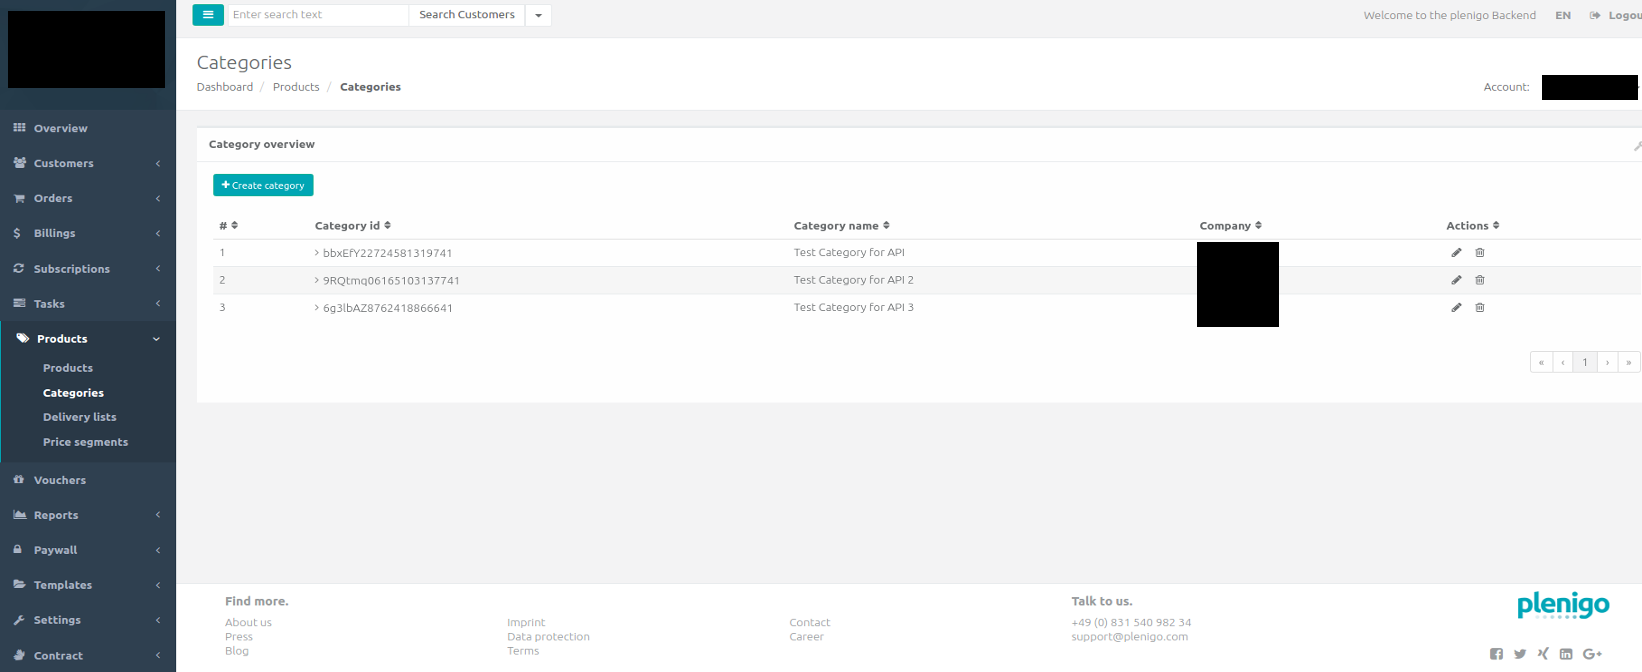 Enter search text Search Customers Welcome to the plenigo Backend EN
Categories
Dashboard / Products / Categories Account:
Overview
Customers
Orders
Billings
Subscriptions
Tasks
Products
Products
Categories
Delivery lists
Price segments
Vouchers
Reports
Paywall
Templates
Settings
Contract
Category overview
+ Create category
# Category id Category name Company Actions
1 > bbxEfY22724581319741 Test Category for API
2 > 9RQtmq06165103137741 Test Category for API 2
3 > 6g3lbAZ8762418866641 Test Category for API 3
« ‹ 1 › »
Find more. Talk to us.
About us Imprint Contact +49 (0) 831 540 982 34
Press Data protection Career support@plenigo.com
Blog Terms
plenigo